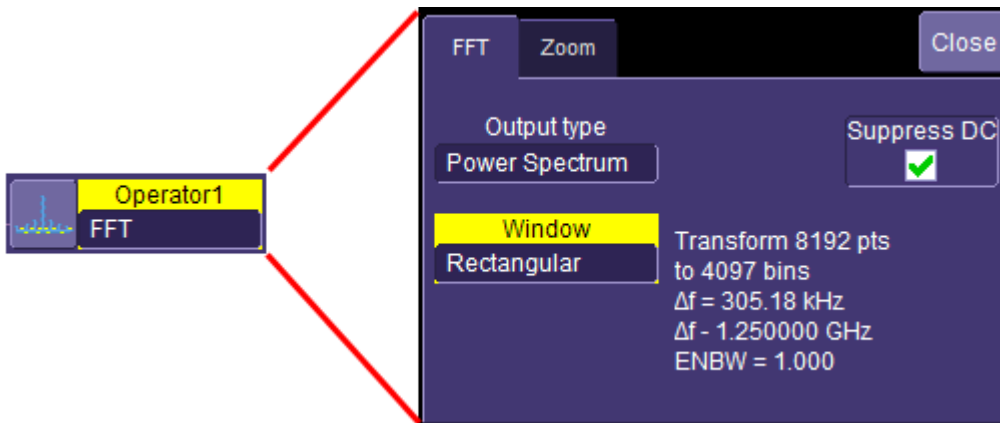 Operator1
FFT
FFT
Zoom
Close
Output type
Power Spectrum
Suppress DC
Window
Rectangular
Transform 8192 pts
to 4097 bins
Δf = 305.18 kHz
Δf - 1.250000 GHz
ENBW = 1.000